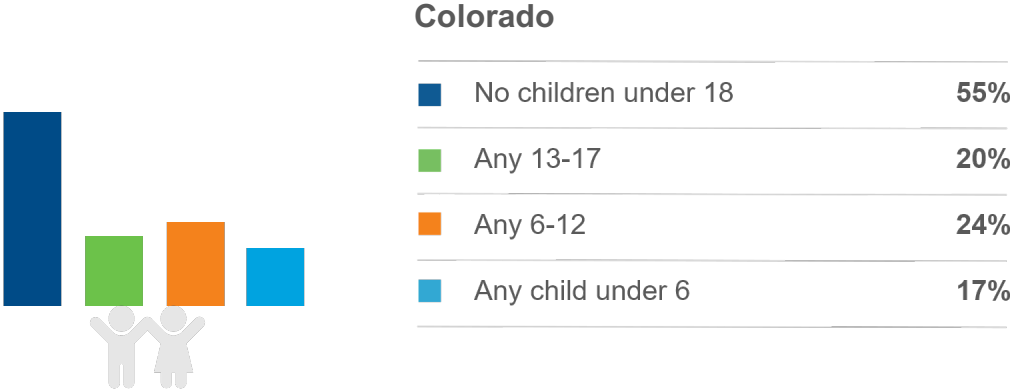 Colorado
No children under 18 55%
Any 13-17 20%
Any 6-12 24%
Any child under 6 17%